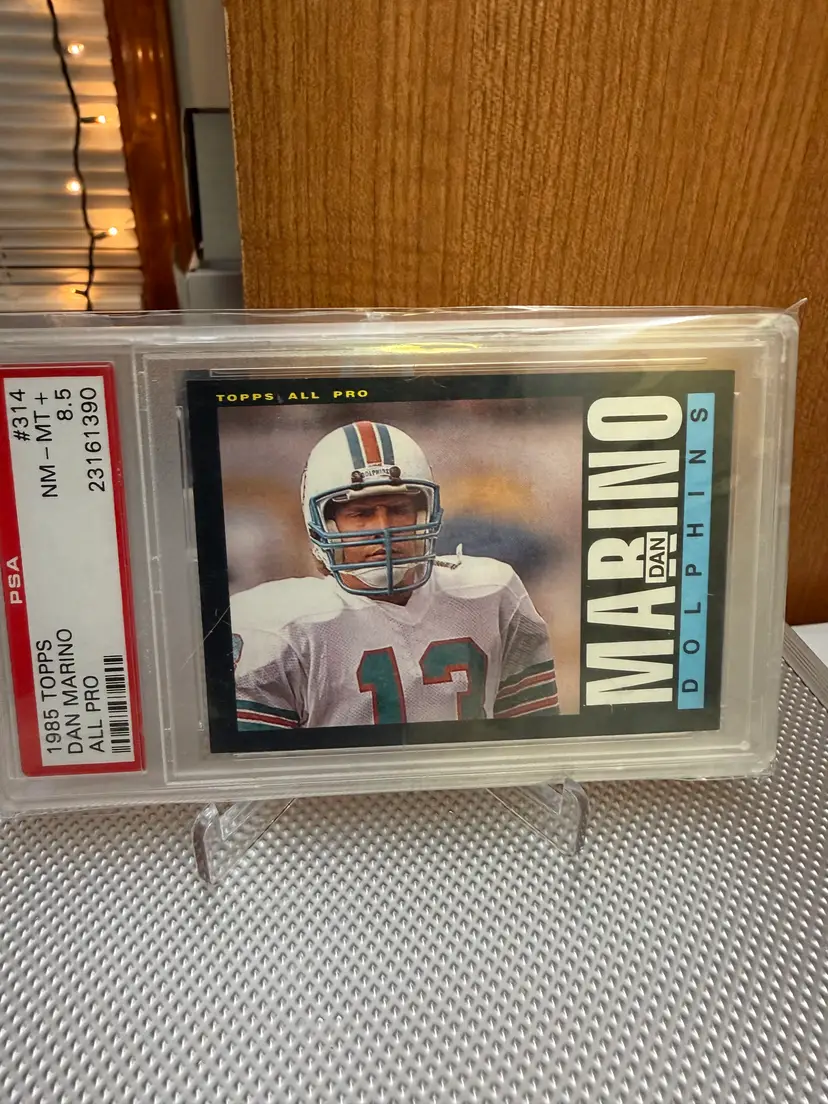 1985 TOPPS #314
DAN MARINO NM-MT+
ALL PRO 8.5
23161390
PSA
TOPPS ALL PRO
DOLPHINS
13
MARINO
DAN
DOLPHINS